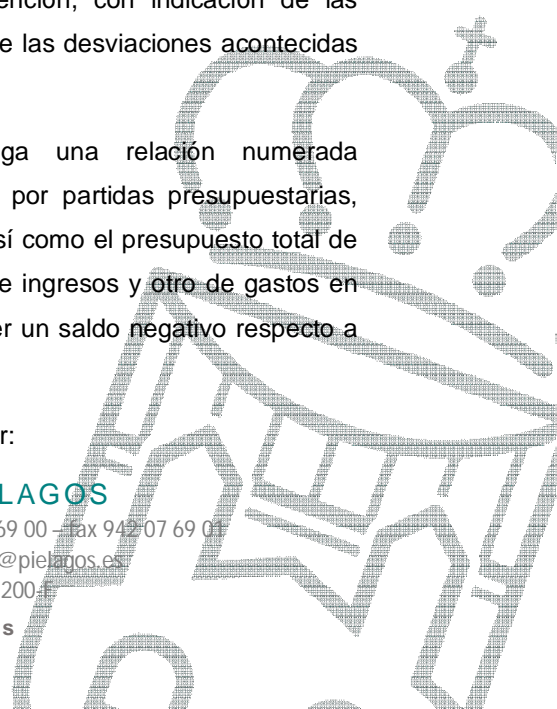 ención, con indicación de las
e las desviaciones acontecidas
ga una relación numerada
por partidas presupuestarias,
sí como el presupuesto total de
e ingresos y otro de gastos en
er un saldo negativo respecto a
r:
LAGOS
69 00 – fax 942 07 69 01
@pielagos.es
200-F
s